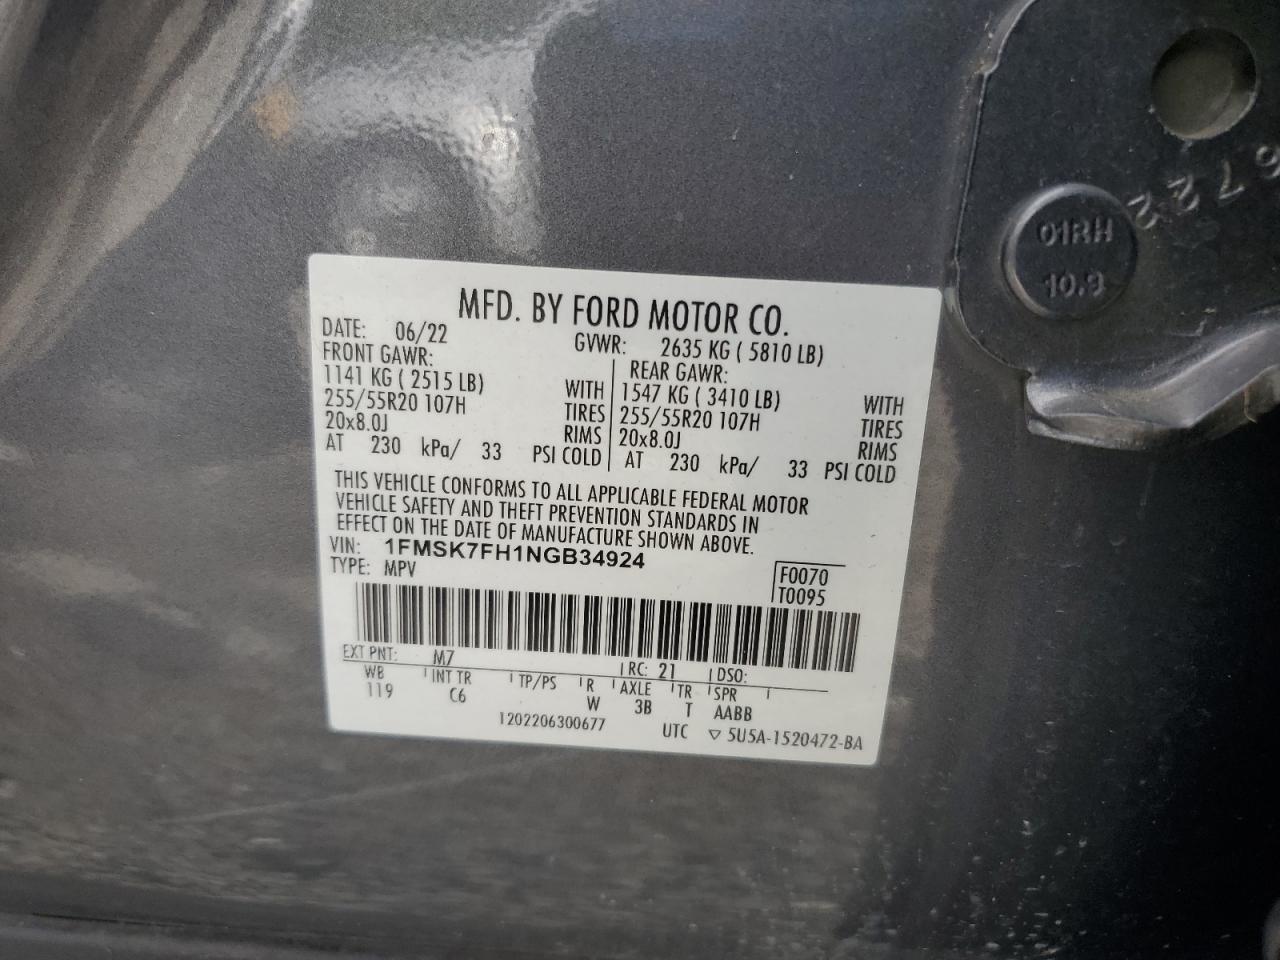 MFD. BY FORD MOTOR CO.
DATE: 06/22 GVWR: 2635 KG ( 5810 LB)
FRONT GAWR: REAR GAWR:
1141 KG ( 2515 LB) WITH 1547 KG ( 3410 LB) WITH
255/55R20 107H TIRES 255/55R20 107H TIRES
20x8.0J RIMS 20x8.0J RIMS
AT 230 kPa/ 33 PSI COLD AT 230 kPa/ 33 PSI COLD
THIS VEHICLE CONFORMS TO ALL APPLICABLE FEDERAL MOTOR
VEHICLE SAFETY AND THEFT PREVENTION STANDARDS IN
EFFECT ON THE DATE OF MANUFACTURE SHOWN ABOVE.
VIN: 1FMSK7FH1NGB34924
TYPE: MPV
F0070
T0095
EXT PNT: M7 RC: 21 DSO:
WB INT TR TP/PS R AXLE TR SPR
119 C6 W 3B T AABB
1202206300677 UTC ▽ 5U5A-1520472-BA
01RH
10.9
6722